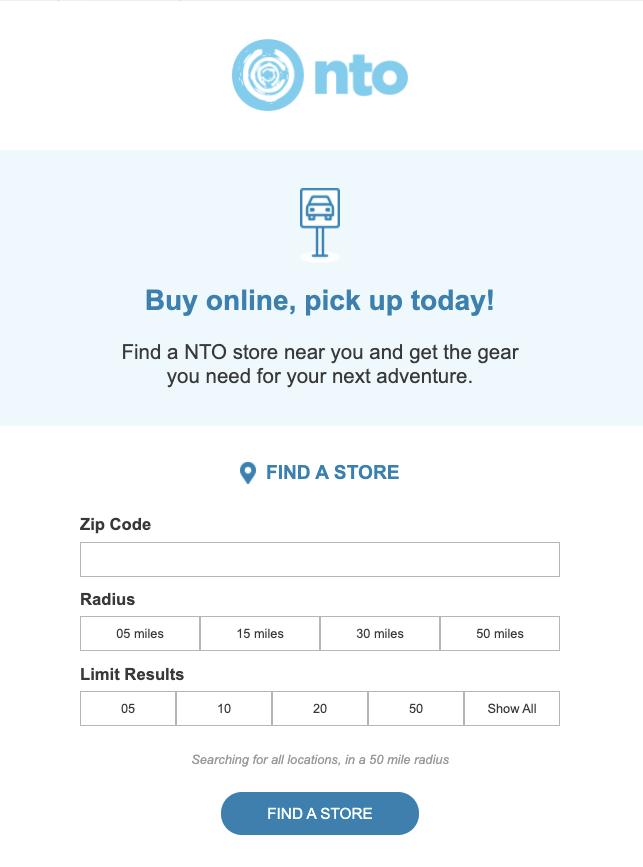 nto
Buy online, pick up today!
Find a NTO store near you and get the gear
you need for your next adventure.
FIND A STORE
Zip Code
Radius
05 miles
15 miles
30 miles
50 miles
Limit Results
05
10
20
50
Show All
Searching for all locations, in a 50 mile radius
FIND A STORE